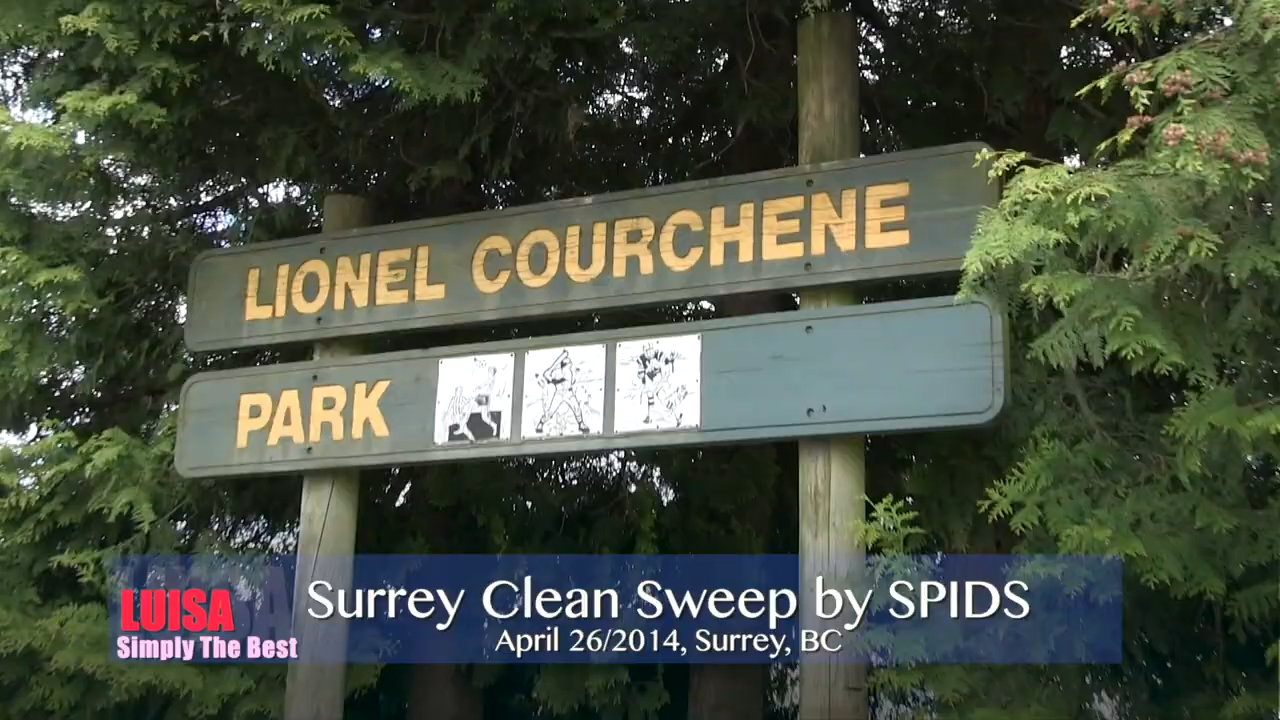 LIONEL COURCHENE
PARK
Surrey Clean Sweep by SPIDS
April 26/2014, Surrey, BC
LUISA
Simply The Best